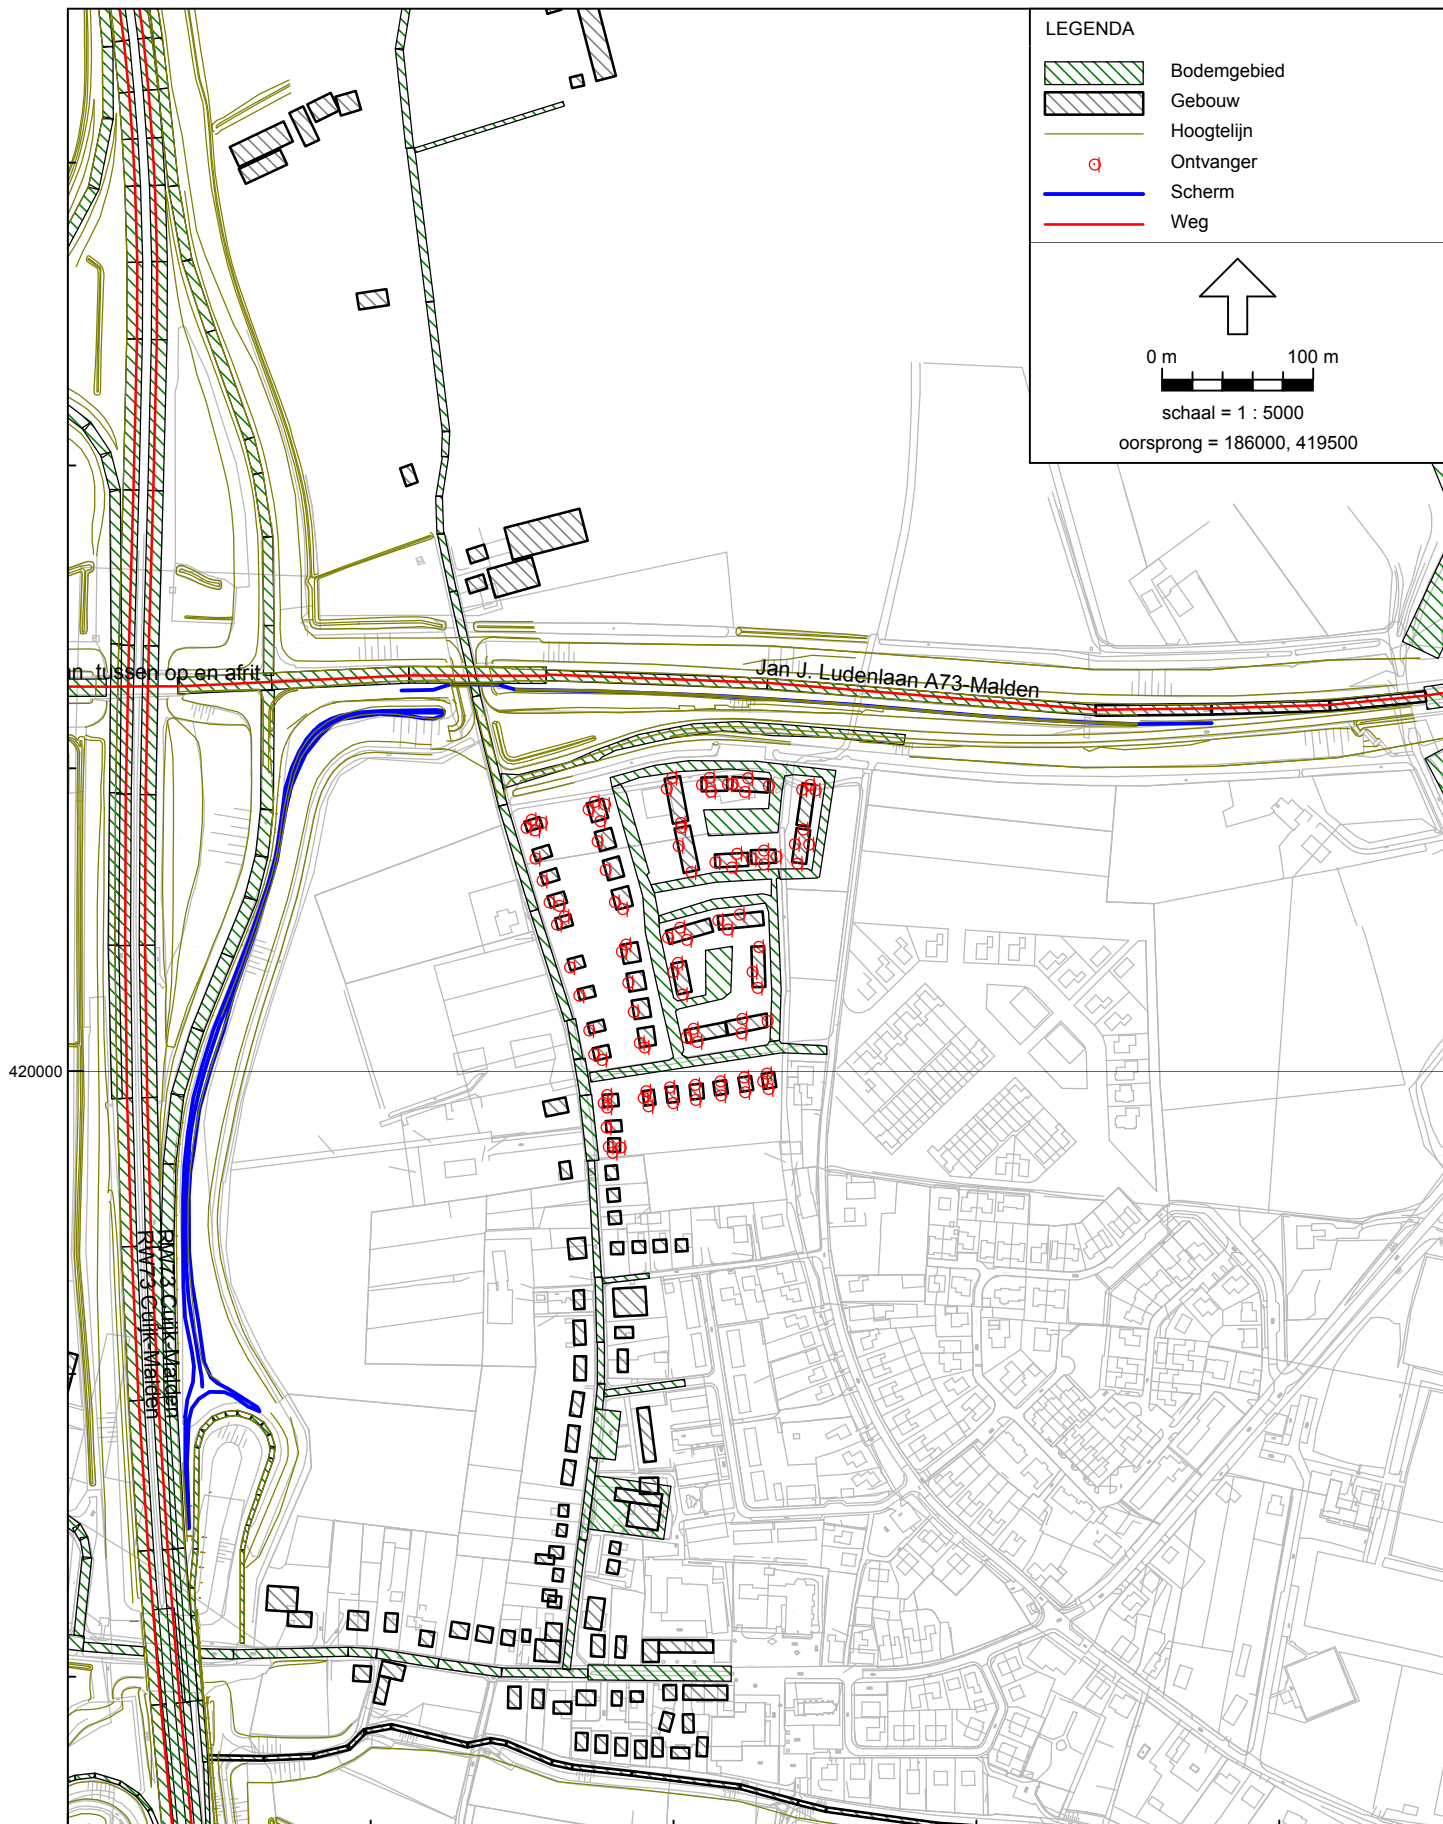 LEGENDA
Bodemgebied
Gebouw
Hoogtelijn
Ontvanger
Scherm
Weg
0 m 100 m
schaal = 1 : 5000
oorsprong = 186000, 419500
tussen op en afrit
Jan J. Ludenlaan A73-Malden
420000
RW73 Cuijk-Malden
RW73 Cuijk-Malden